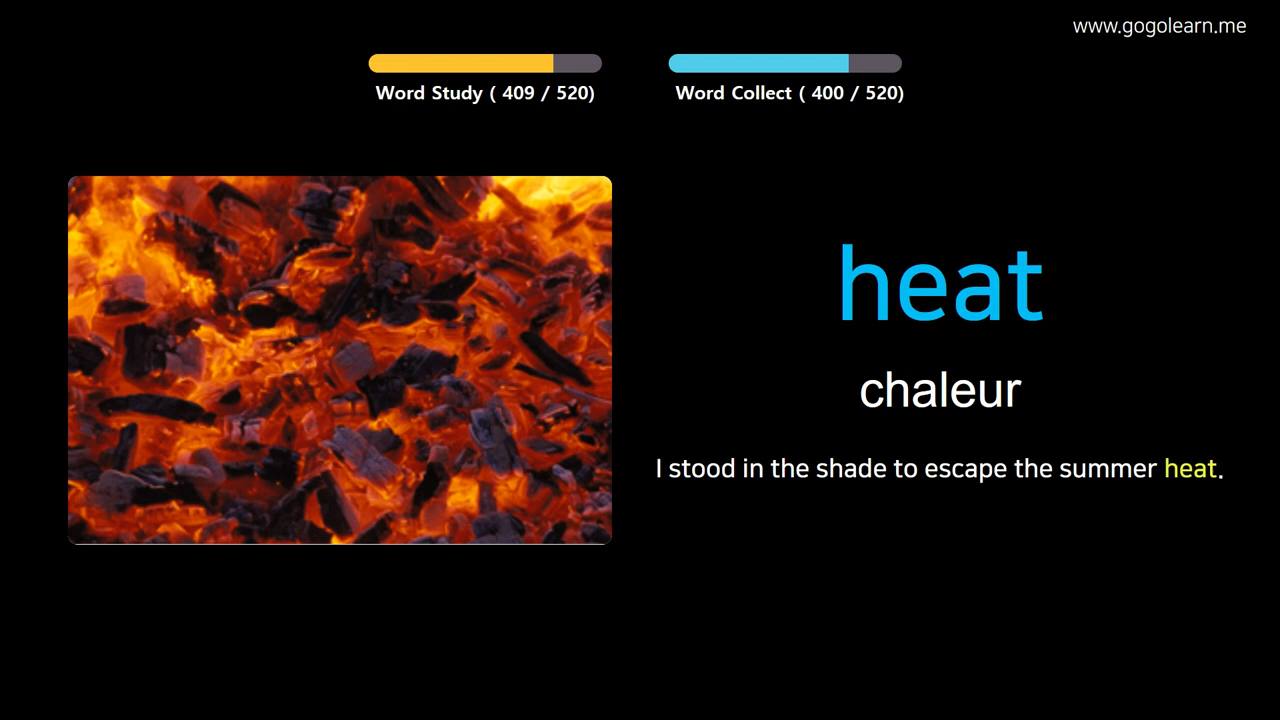 www.gogolearn.me
Word Study ( 409 / 520)
Word Collect ( 400 / 520)
heat
chaleur
I stood in the shade to escape the summer heat.